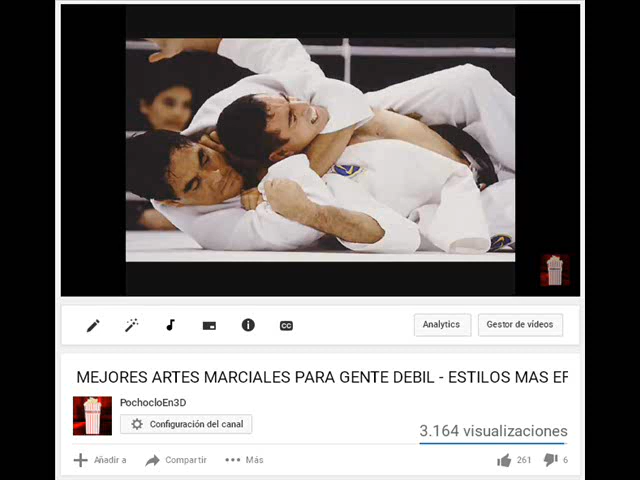 CC
Analytics
Gestor de vídeos
MEJORES ARTES MARCIALES PARA GENTE DEBIL - ESTILOS MAS EF
PochocloEn3D
Configuración del canal
3.164 visualizaciones
Añadir a
Compartir
Más
261
6